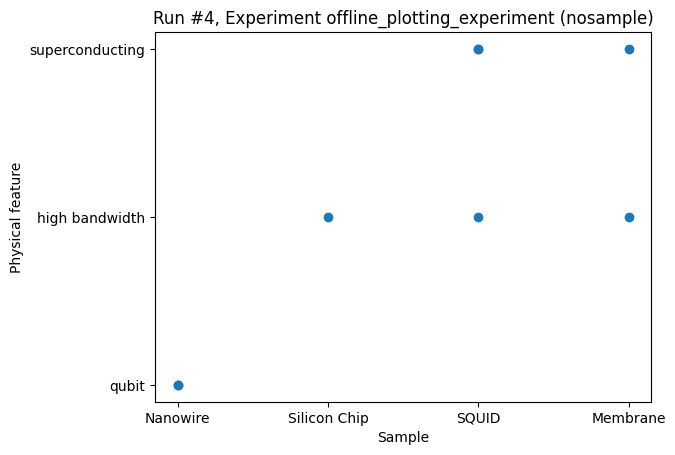 Run #4, Experiment offline_plotting_experiment (nosample)
superconducting
high bandwidth
qubit
Physical feature
Nanowire Silicon Chip SQUID Membrane
Sample